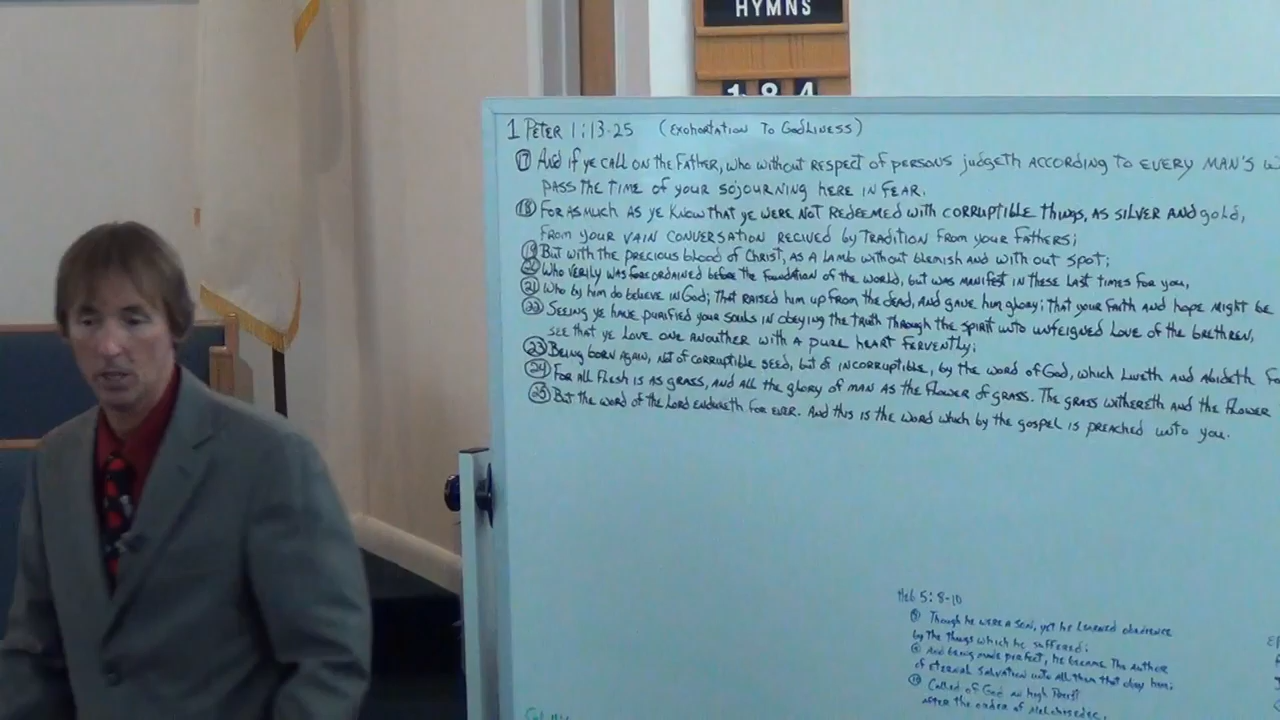 HYMNS
184
1 PETER 1:13-25 (EXOHORTATION TO GODLINESS)
17 AND IF YE CALL ON THE FATHER, WHO WITHOUT RESPECT OF PERSONS JUDGETH ACCORDING TO EVERY MAN'S
PASS THE TIME OF YOUR SOJOURNING HERE IN FEAR.
18 FOR AS MUCH AS YE KNOW THAT YE WERE NOT REDEEMED WITH CORRUPTIBLE THINGS, AS SILVER AND GOLD,
FROM YOUR VAIN CONVERSATION RECIVED BY TRADITION FROM YOUR FATHERS;
19 BUT WITH THE PRECIOUS BLOOD OF CHRIST, AS A LAMB WITHOUT BLEMISH AND WITH OUT SPOT;
20 WHO VERILY WAS FOREORDAINED BEFORE THE FOUNDATION OF THE WORLD, BUT WAS MANIFEST IN THESE LAST TIMES FOR YOU,
21 WHO BY HIM DO BELIEVE IN GOD; THAT RAISED HIM UP FROM THE DEAD, AND GAVE HIM GLORY; THAT YOUR FAITH AND HOPE MIGHT BE
22 SEEING YE HAVE PURIFIED YOUR SOULS IN OBEYING THE TRUTH THROUGH THE SPIRIT UNTO UNFEIGNED LOVE OF THE BRETHREN,
SEE THAT YE LOVE ONE ANOUTHER WITH A PURE HEART FERVENTLY;
23 BEING BORN AGAIN, NOT OF CORRUPTIBLE SEED, BUT OF INCORRUPTIBLE, BY THE WORD OF GOD, WHICH LIVETH AND ABIDETH
24 FOR ALL FLESH IS AS GRASS, AND ALL THE GLORY OF MAN AS THE FLOWER OF GRASS. THE GRASS WITHERETH AND THE FLOWER
25 BUT THE WORD OF THE LORD ENDURETH FOR EVER. AND THIS IS THE WORD WHICH BY THE GOSPEL IS PREACHED UNTO YOU.
Heb 5:8-10
8 Though he were a son, yet he learned obedience
by the things which he suffered;
9 And being made perfect, he became the author
of eternal salvation unto all them that obey him;
10 Called of God an high Priest
after the order of Melchesedec.